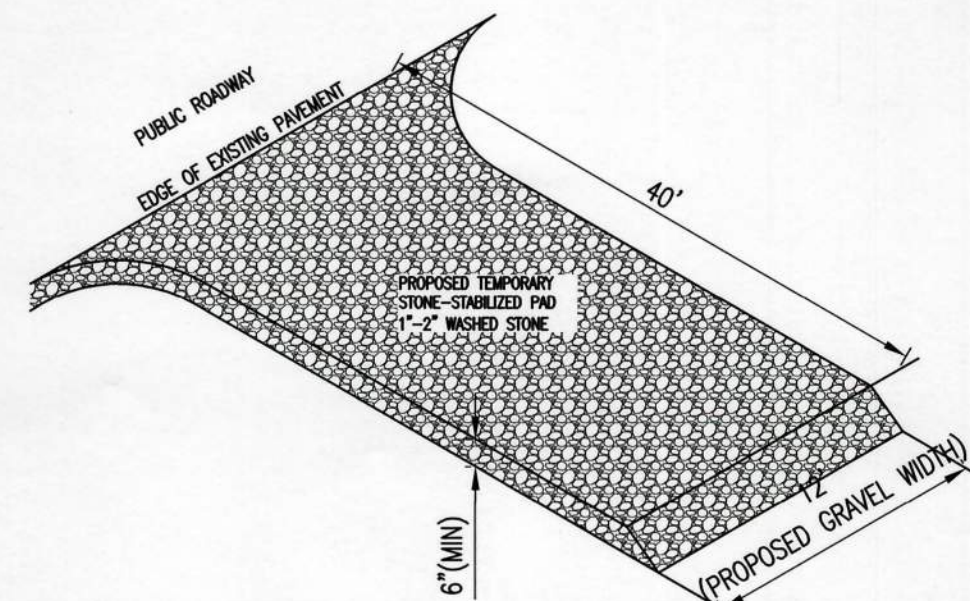 PUBLIC ROADWAY
EDGE OF EXISTING PAVEMENT
40'
PROPOSED TEMPORARY
STONE-STABILIZED PAD
1"-2" WASHED STONE
6"(MIN)
12'
(PROPOSED GRAVEL WIDTH)